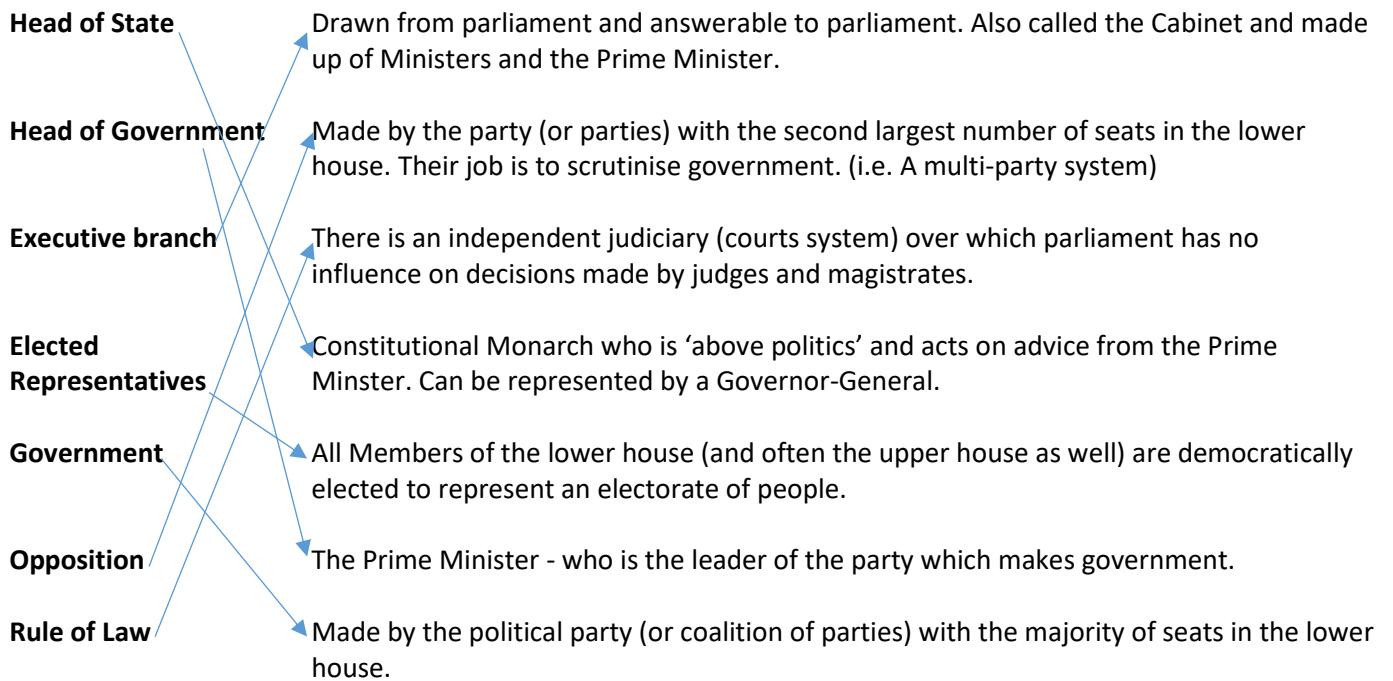 Head of State Drawn from parliament and answerable to parliament. Also called the Cabinet and made
up of Ministers and the Prime Minister.
Head of Government Made by the party (or parties) with the second largest number of seats in the lower
house. Their job is to scrutinise government. (i.e. A multi-party system)
Executive branch There is an independent judiciary (courts system) over which parliament has no
influence on decisions made by judges and magistrates.
Elected Constitutional Monarch who is ‘above politics’ and acts on advice from the Prime
Representatives Minster. Can be represented by a Governor-General.
Government All Members of the lower house (and often the upper house as well) are democratically
elected to represent an electorate of people.
Opposition The Prime Minister - who is the leader of the party which makes government.
Rule of Law Made by the political party (or coalition of parties) with the majority of seats in the lower
house.